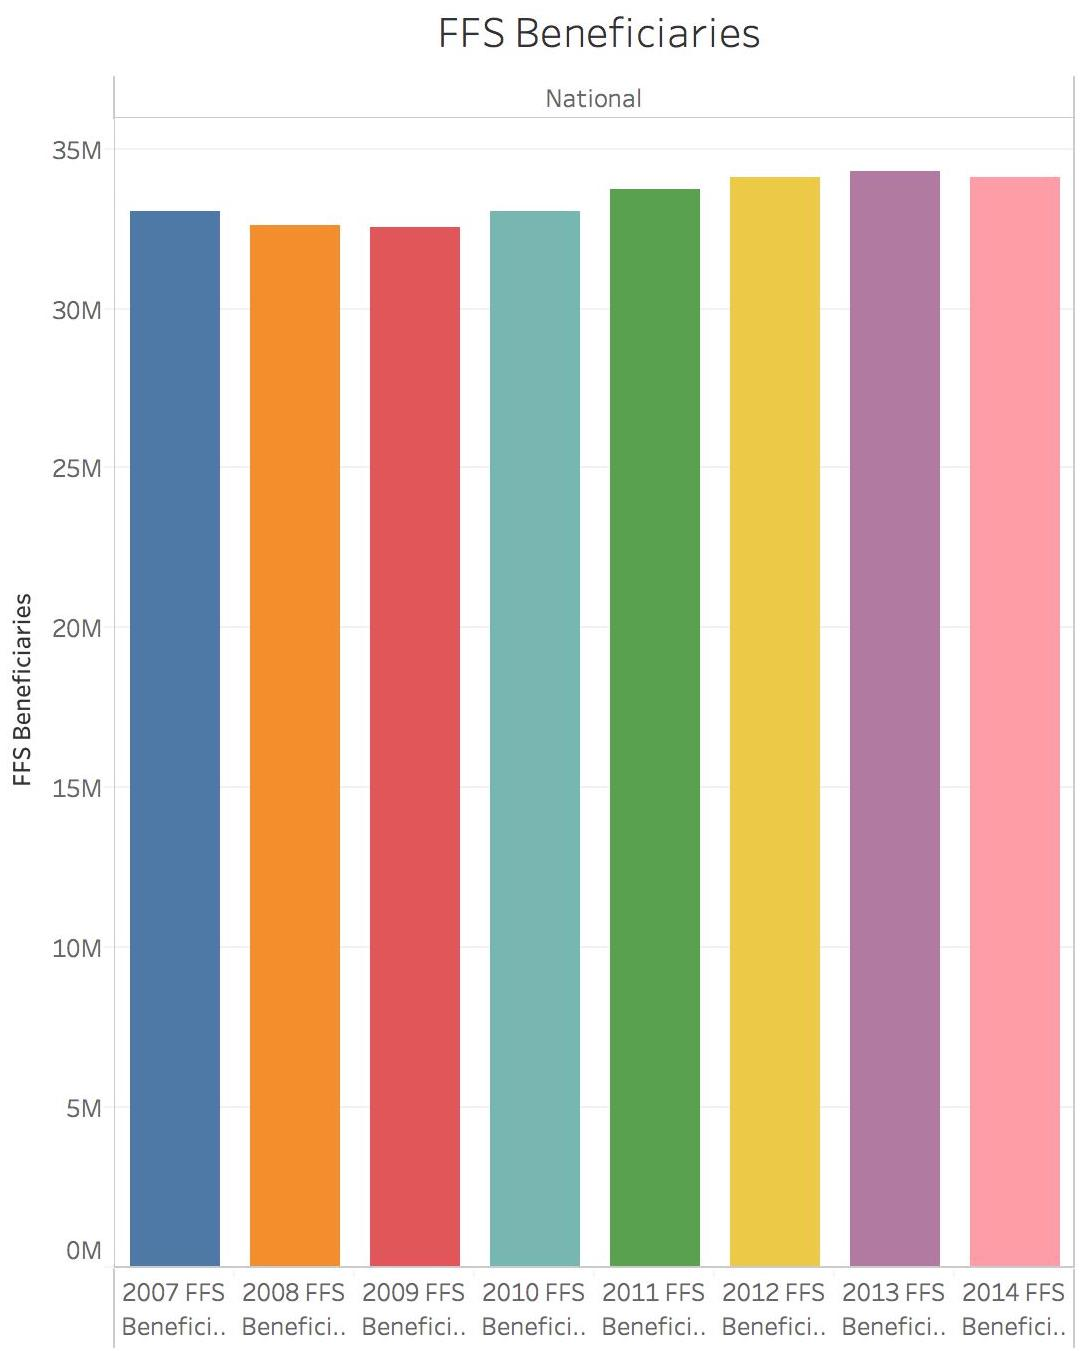 FFS Beneficiaries
National
35M
30M
25M
20M
15M
10M
5M
0M
FFS Beneficiaries
2007 FFS Benefici..
2008 FFS Benefici..
2009 FFS Benefici..
2010 FFS Benefici..
2011 FFS Benefici..
2012 FFS Benefici..
2013 FFS Benefici..
2014 FFS Benefici..